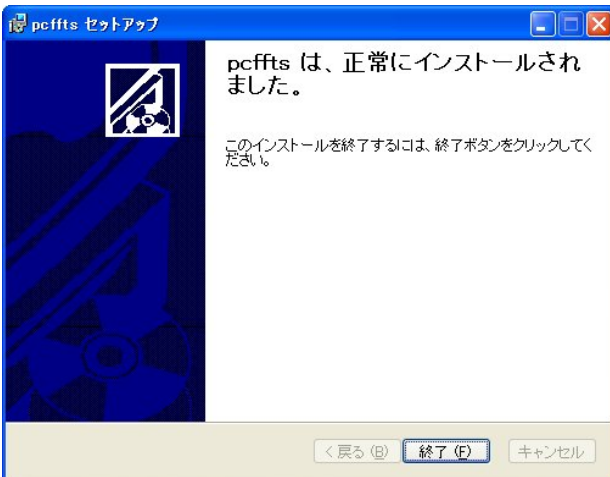 pcffts セットアップ
pcffts は、正常にインストールされ
ました。
このインストールを終了するには、終了ボタンをクリックしてく
ださい。
< 戻る (B)
終了 (F)
キャンセル